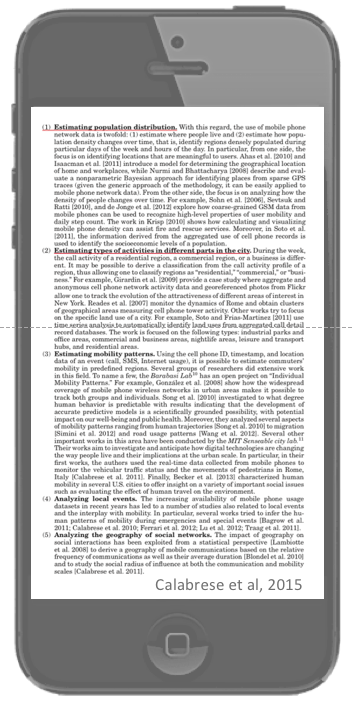 (1) Estimating population distribution. With this regard, the use of mobile phone
network data is twofold: (1) estimate where people live and (2) estimate how popu-
lation density changes over time, that is, identify regions densely populated during
particular days of the week and hours of the day. In particular, from one side, the
focus is on identifying locations that are meaningful to users. Ahas et al. [2010] and
Isaacman et al. [2011] introduce a model for determining the geographical location
of home and workplaces, while Nurmi and Bhattacharya [2008] describe and eval-
uate a nonparametric Bayesian approach for identifying places from sparse GPS
traces (given the generic approach of the methodology, it can be easily applied to
mobile phone network data). From the other side, the focus is on analyzing how the
density of people changes over time. For example, Sohn et al. [2006], Sevtsuk and
Ratti [2010], and de Jonge et al. [2012] explore how coarse-grained GSM data from
mobile phones can be used to recognize high-level properties of user mobility and
daily step count. The work in Krisp [2010] shows how calculating and visualizing
mobile phone density can assist fire and rescue services. Moreover, in Soto et al.
[2011], the information derived from the aggregated use of cell phone records is
used to identify the socioeconomic levels of a population.
(2) Estimating types of activities in different parts in the city. During the week,
the call activity of a residential region, a commercial region, or a business is differ-
ent. It may be possible to derive a classification from the call activity profile of a
region, thus allowing one to classify regions as "residential," "commercial," or "busi-
ness." For example, Girardin et al. [2009] provide a case study where aggregate and
anonymous cell phone network activity data and georeferenced photos from Flickr
allow one to track the evolution of the attractiveness of different areas of interest in
New York. Reades et al. [2007] monitor the dynamics of Rome and obtain clusters
of geographical areas measuring cell phone tower activity. Other works try to focus
on the specific land use of a city. For example, Soto and Frias-Martinez [2011] use
time series analysis to automatically identify land uses from aggregated call detail
record databases. The work is focused on the following types: industrial parks and
office areas, commercial and business areas, nightlife areas, leisure and transport
hubs, and residential areas.
(3) Estimating mobility patterns. Using the cell phone ID, timestamp, and location
data of an event (call, SMS, Internet usage), it is possible to estimate commuters'
mobility in predefined regions. Several groups of researchers did extensive work
in this field. To name a few, the Barabasi Lab10 has an open project on "Individual
Mobility Patterns." For example, González et al. [2008] show how the widespread
coverage of mobile phone wireless networks in urban areas makes it possible to
track both groups and individuals. Song et al. [2010] investigated to what degree
human behavior is predictable with results indicating that the development of
accurate predictive models is a scientifically grounded possibility, with potential
impact on our well-being and public health. Moreover, they analyzed several aspects
of mobility patterns ranging from human trajectories [Song et al. 2010] to migration
[Simini et al. 2012] and road usage patterns [Wang et al. 2012]. Several other
important works in this area have been conducted by the MIT Senseable city lab.11
Their works aim to investigate and anticipate how digital technologies are changing
the way people live and their implications at the urban scale. In particular, in their
first works, the authors used the real-time data collected from mobile phones to
monitor the vehicular traffic status and the movements of pedestrians in Rome,
Italy [Calabrese et al. 2011]. Finally, Becker et al. [2013] characterized human
mobility in several U.S. cities to offer insight on a variety of important social issues
such as evaluating the effect of human travel on the environment.
(4) Analyzing local events. The increasing availability of mobile phone usage
datasets in recent years has led to a number of studies also related to local events
and the interplay with mobility. In particular, several works tried to infer the hu-
man patterns of mobility during emergencies and special events [Bagrow et al.
2011; Calabrese et al. 2010; Ferrari et al. 2012; Lu et al. 2012; Traag et al. 2011].
(5) Analyzing the geography of social networks. The impact of geography on
social interactions has been exploited from a statistical perspective [Lambiotte
et al. 2008] to derive a geography of mobile communications based on the relative
frequency of communications as well as their average duration [Blondel et al. 2010]
and to study the social radius of influence at both the communication and mobility
scales [Calabrese et al. 2011].
Calabrese et al, 2015